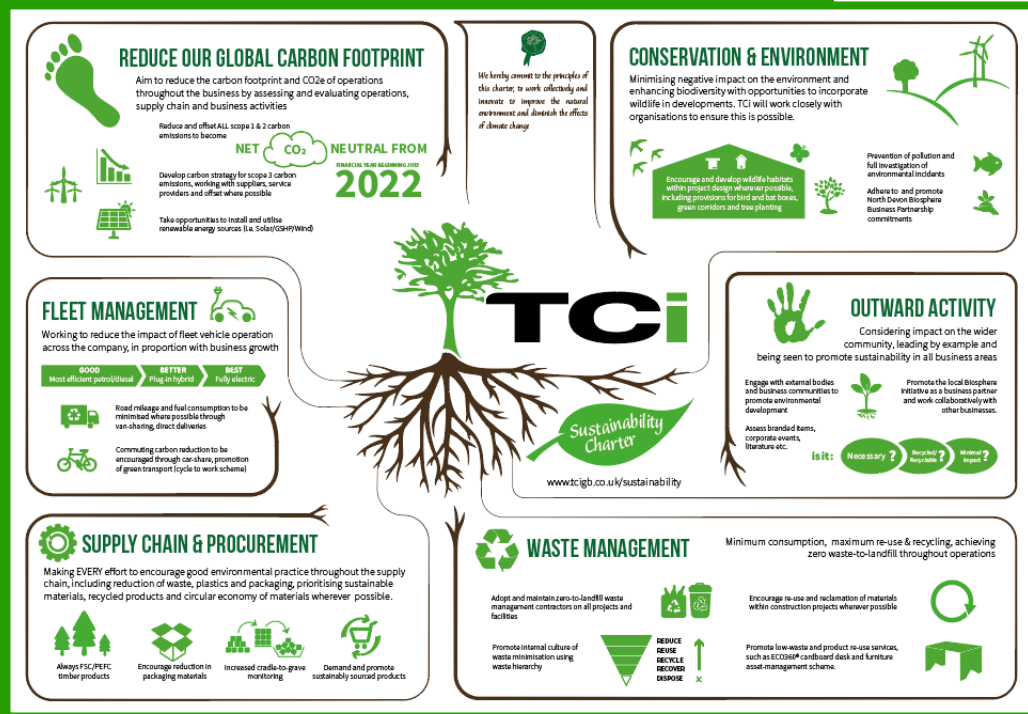 REDUCE OUR GLOBAL CARBON FOOTPRINT
Aim to reduce the carbon footprint and CO2e of operations
throughout the business by assessing and evaluating operations,
supply chain and business activities
Reduce and offset ALL scope 1 & 2 carbon
emissions to become
NET CO₂ NEUTRAL FROM
FINANCIAL YEAR BEGINNING JULY
2022
Develop carbon strategy for scope 3 carbon
emissions, working with suppliers, service
providers and offset where possible
Take opportunities to install and utilise
renewable energy sources (i.e. Solar/GSHP/Wind)
We hereby commit to the principles of
this charter, to work collectively and
innovate to improve the natural
environment and diminish the effects
of climate change
CONSERVATION & ENVIRONMENT
Minimising negative impact on the environment and
enhancing biodiversity with opportunities to incorporate
wildlife in developments. TCi will work closely with
organisations to ensure this is possible.
Encourage and develop wildlife habitats
within project design wherever possible,
including provisions for bird and bat boxes,
green corridors and tree planting
Prevention of pollution and
full investigation of
environmental incidents
Adhere to and promote
North Devon Biosphere
Business Partnership
commitments
FLEET MANAGEMENT
Working to reduce the impact of fleet vehicle operation
across the company, in proportion with business growth
GOOD
Most efficient petrol/diesel
BETTER
Plug-in hybrid
BEST
Fully electric
Road mileage and fuel consumption to be
minimised where possible through
van-sharing, direct deliveries
Commuting carbon reduction to be
encouraged through car-share, promotion
of green transport (cycle to work scheme)
TCi
Sustainability
Charter
www.tcigb.co.uk/sustainability
OUTWARD ACTIVITY
Considering impact on the wider
community, leading by example and
being seen to promote sustainability in all business areas
Engage with external bodies
and business communities to
promote environmental
development
Assess branded items,
corporate events,
literature etc.
Promote the local Biosphere
initiative as a business partner
and work collaboratively with
other businesses.
is it:
Necessary ?
Recycled/
Recyclable ?
Minimal
Impact ?
SUPPLY CHAIN & PROCUREMENT
Making EVERY effort to encourage good environmental practice throughout the supply
chain, including reduction of waste, plastics and packaging, prioritising sustainable
materials, recycled products and circular economy of materials wherever possible.
Always FSC/PEFC
timber products
Encourage reduction in
packaging materials
Increased cradle-to-grave
monitoring
Demand and promote
sustainably sourced products
WASTE MANAGEMENT
Minimum consumption, maximum re-use & recycling, achieving
zero waste-to-landfill throughout operations
Adopt and maintain zero-to-landfill waste
management contractors on all projects and
facilities
Encourage re-use and reclamation of materials
within construction projects wherever possible
Promote internal culture of
waste minimisation using
waste hierarchy
REDUCE
REUSE
RECYCLE
RECOVER
DISPOSE
Promote low-waste and product re-use services,
such as ECO360® cardboard desk and furniture
asset-management scheme.